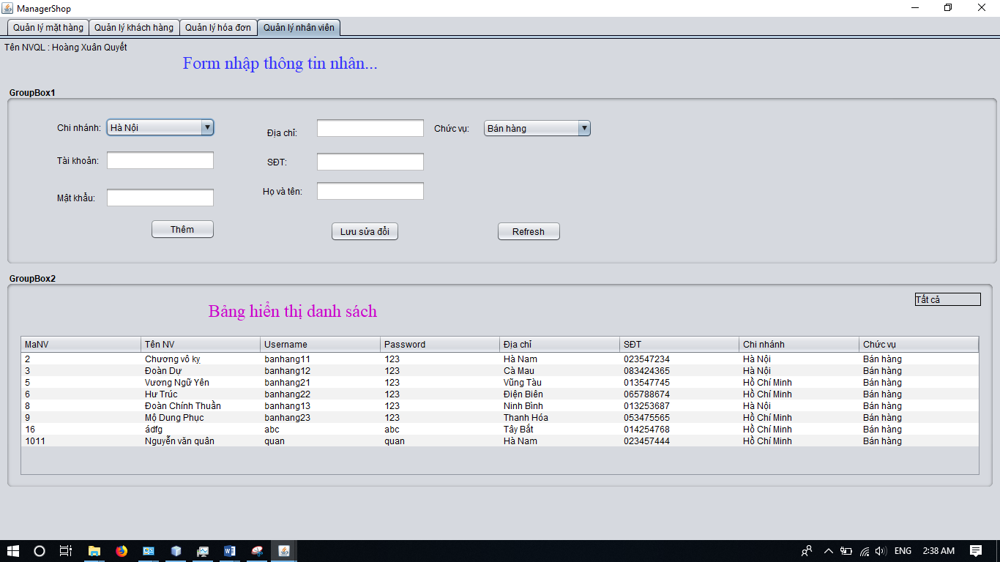 ManagerShop
Quản lý mặt hàng Quản lý khách hàng Quản lý hóa đơn Quản lý nhân viên
Tên NVQL : Hoàng Xuân Quyết
Form nhập thông tin nhân...
GroupBox1
Chi nhánh: Hà Nội Địa chỉ: Chức vụ: Bán hàng
Tài khoản: SĐT:
Mật khẩu: Họ và tên:
Thêm Lưu sửa đổi Refresh
GroupBox2
Tất cả
Bảng hiển thị danh sách
MaNV Tên NV Username Password Địa chỉ SĐT Chi nhánh Chức vụ
2 Chương vô kỵ banhang11 123 Hà Nam 023547234 Hà Nội Bán hàng
3 Đoàn Dự banhang12 123 Cà Mau 083424365 Hà Nội Bán hàng
5 Vương Ngữ Yên banhang21 123 Vũng Tàu 013547745 Hồ Chí Minh Bán hàng
6 Hư Trúc banhang22 123 Điện Biên 065788674 Hồ Chí Minh Bán hàng
8 Đoàn Chính Thuần banhang13 123 Ninh Bình 013253687 Hà Nội Bán hàng
9 Mộ Dung Phục banhang23 123 Thanh Hóa 053475565 Hồ Chí Minh Bán hàng
16 ádfg abc abc Tây Bắt 014254768 Hồ Chí Minh Bán hàng
1011 Nguyễn văn quân quan quan Hà Nam 023457444 Hồ Chí Minh Bán hàng
ENG 2:38 AM